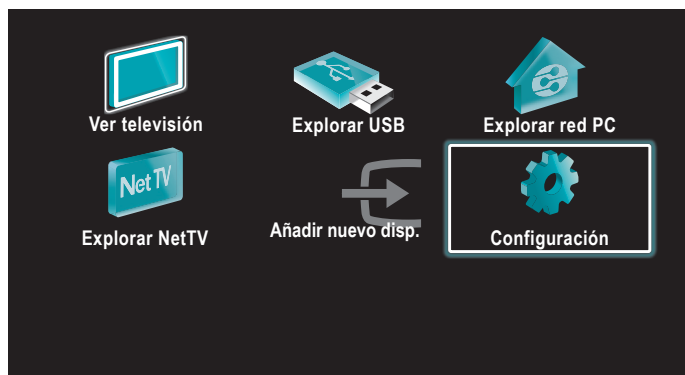 Ver televisión
Explorar USB
Explorar red PC
Net TV
Explorar NetTV
Añadir nuevo disp.
Configuración